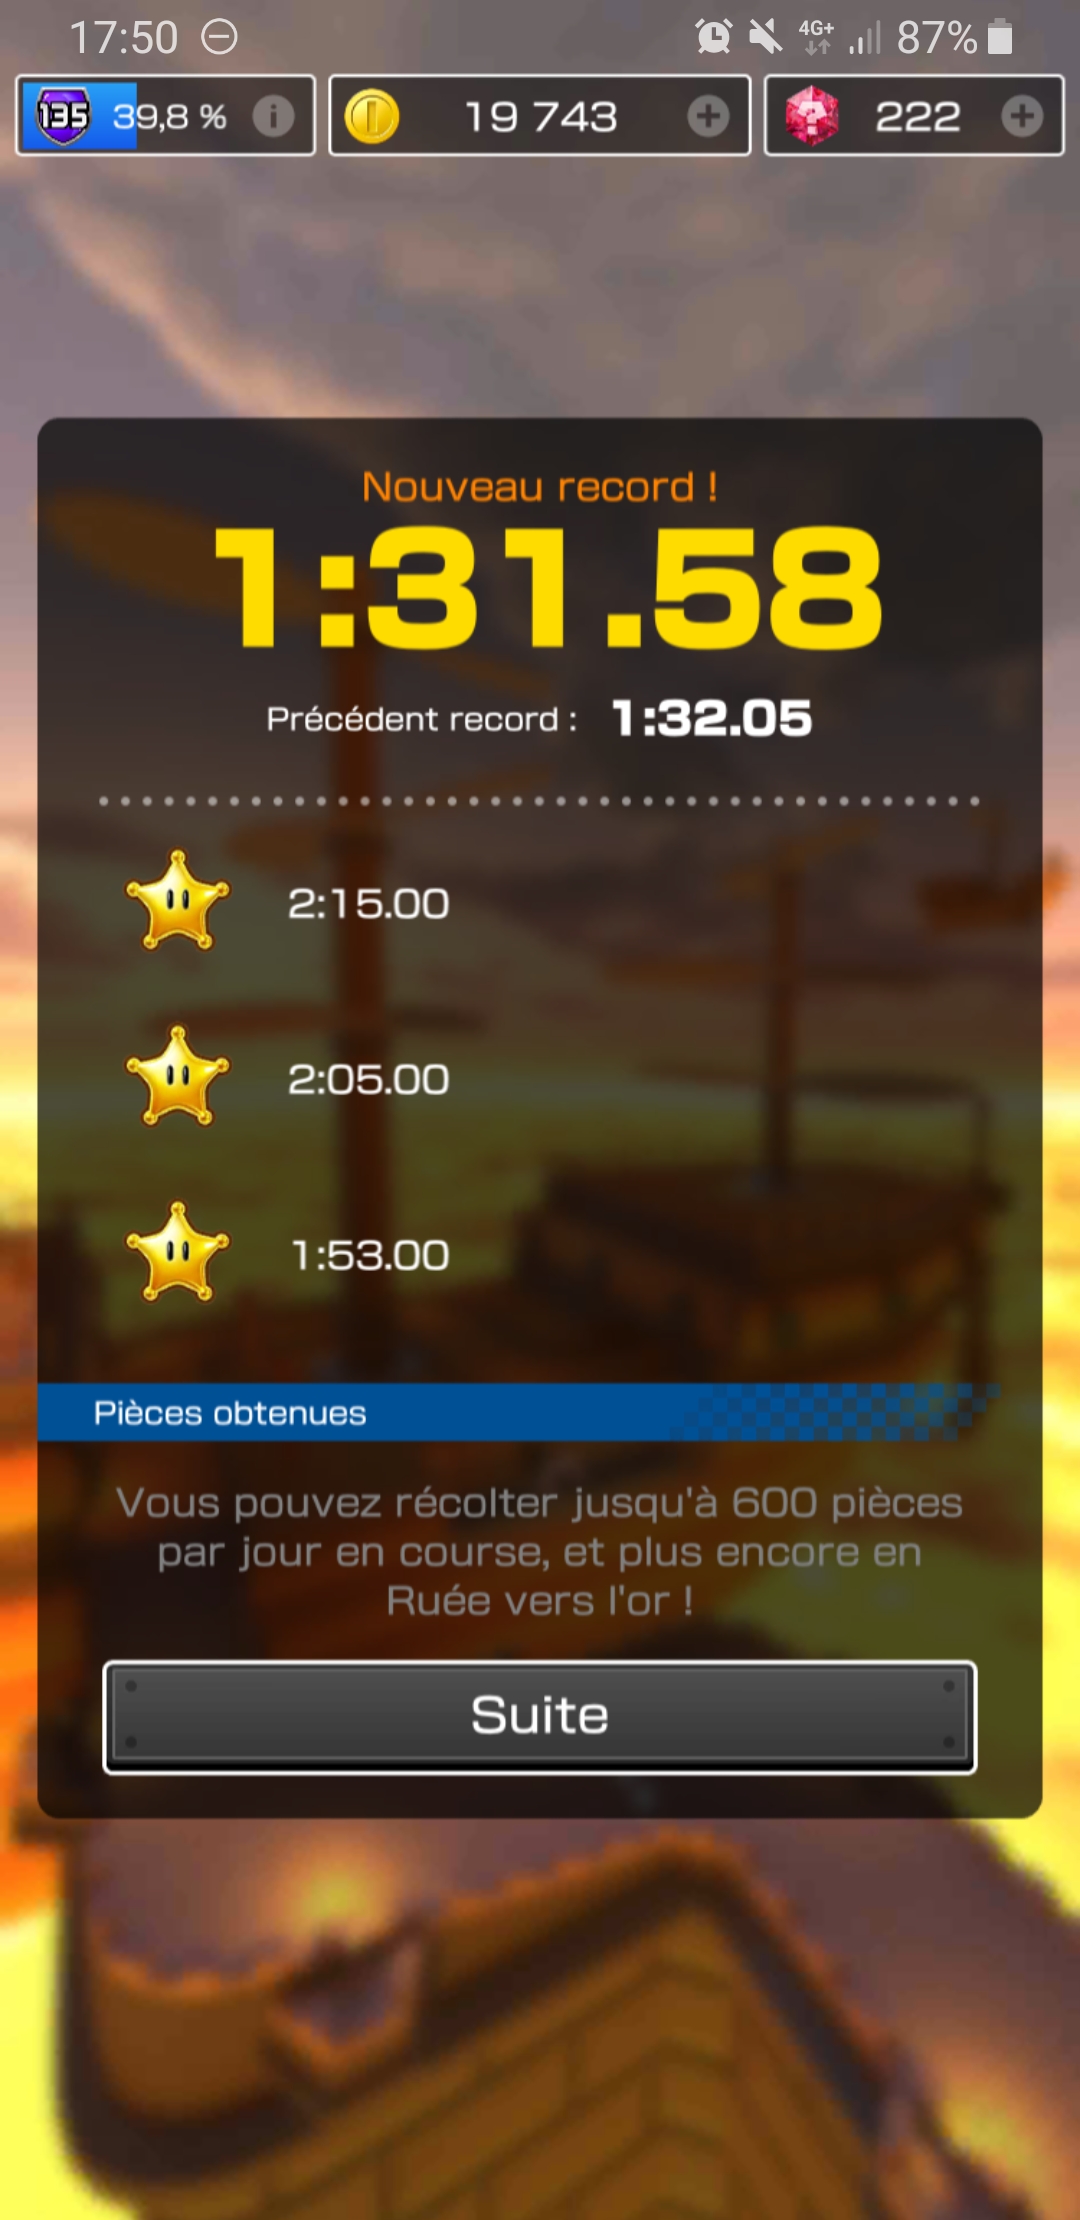 17:50 4G+ 87%
135 39,8 % i 19 743 + 222 +
Nouveau record !
1:31.58
Précédent record : 1:32.05
2:15.00
2:05.00
1:53.00
Pièces obtenues
Vous pouvez récolter jusqu'à 600 pièces
par jour en course, et plus encore en
Ruée vers l'or !
Suite